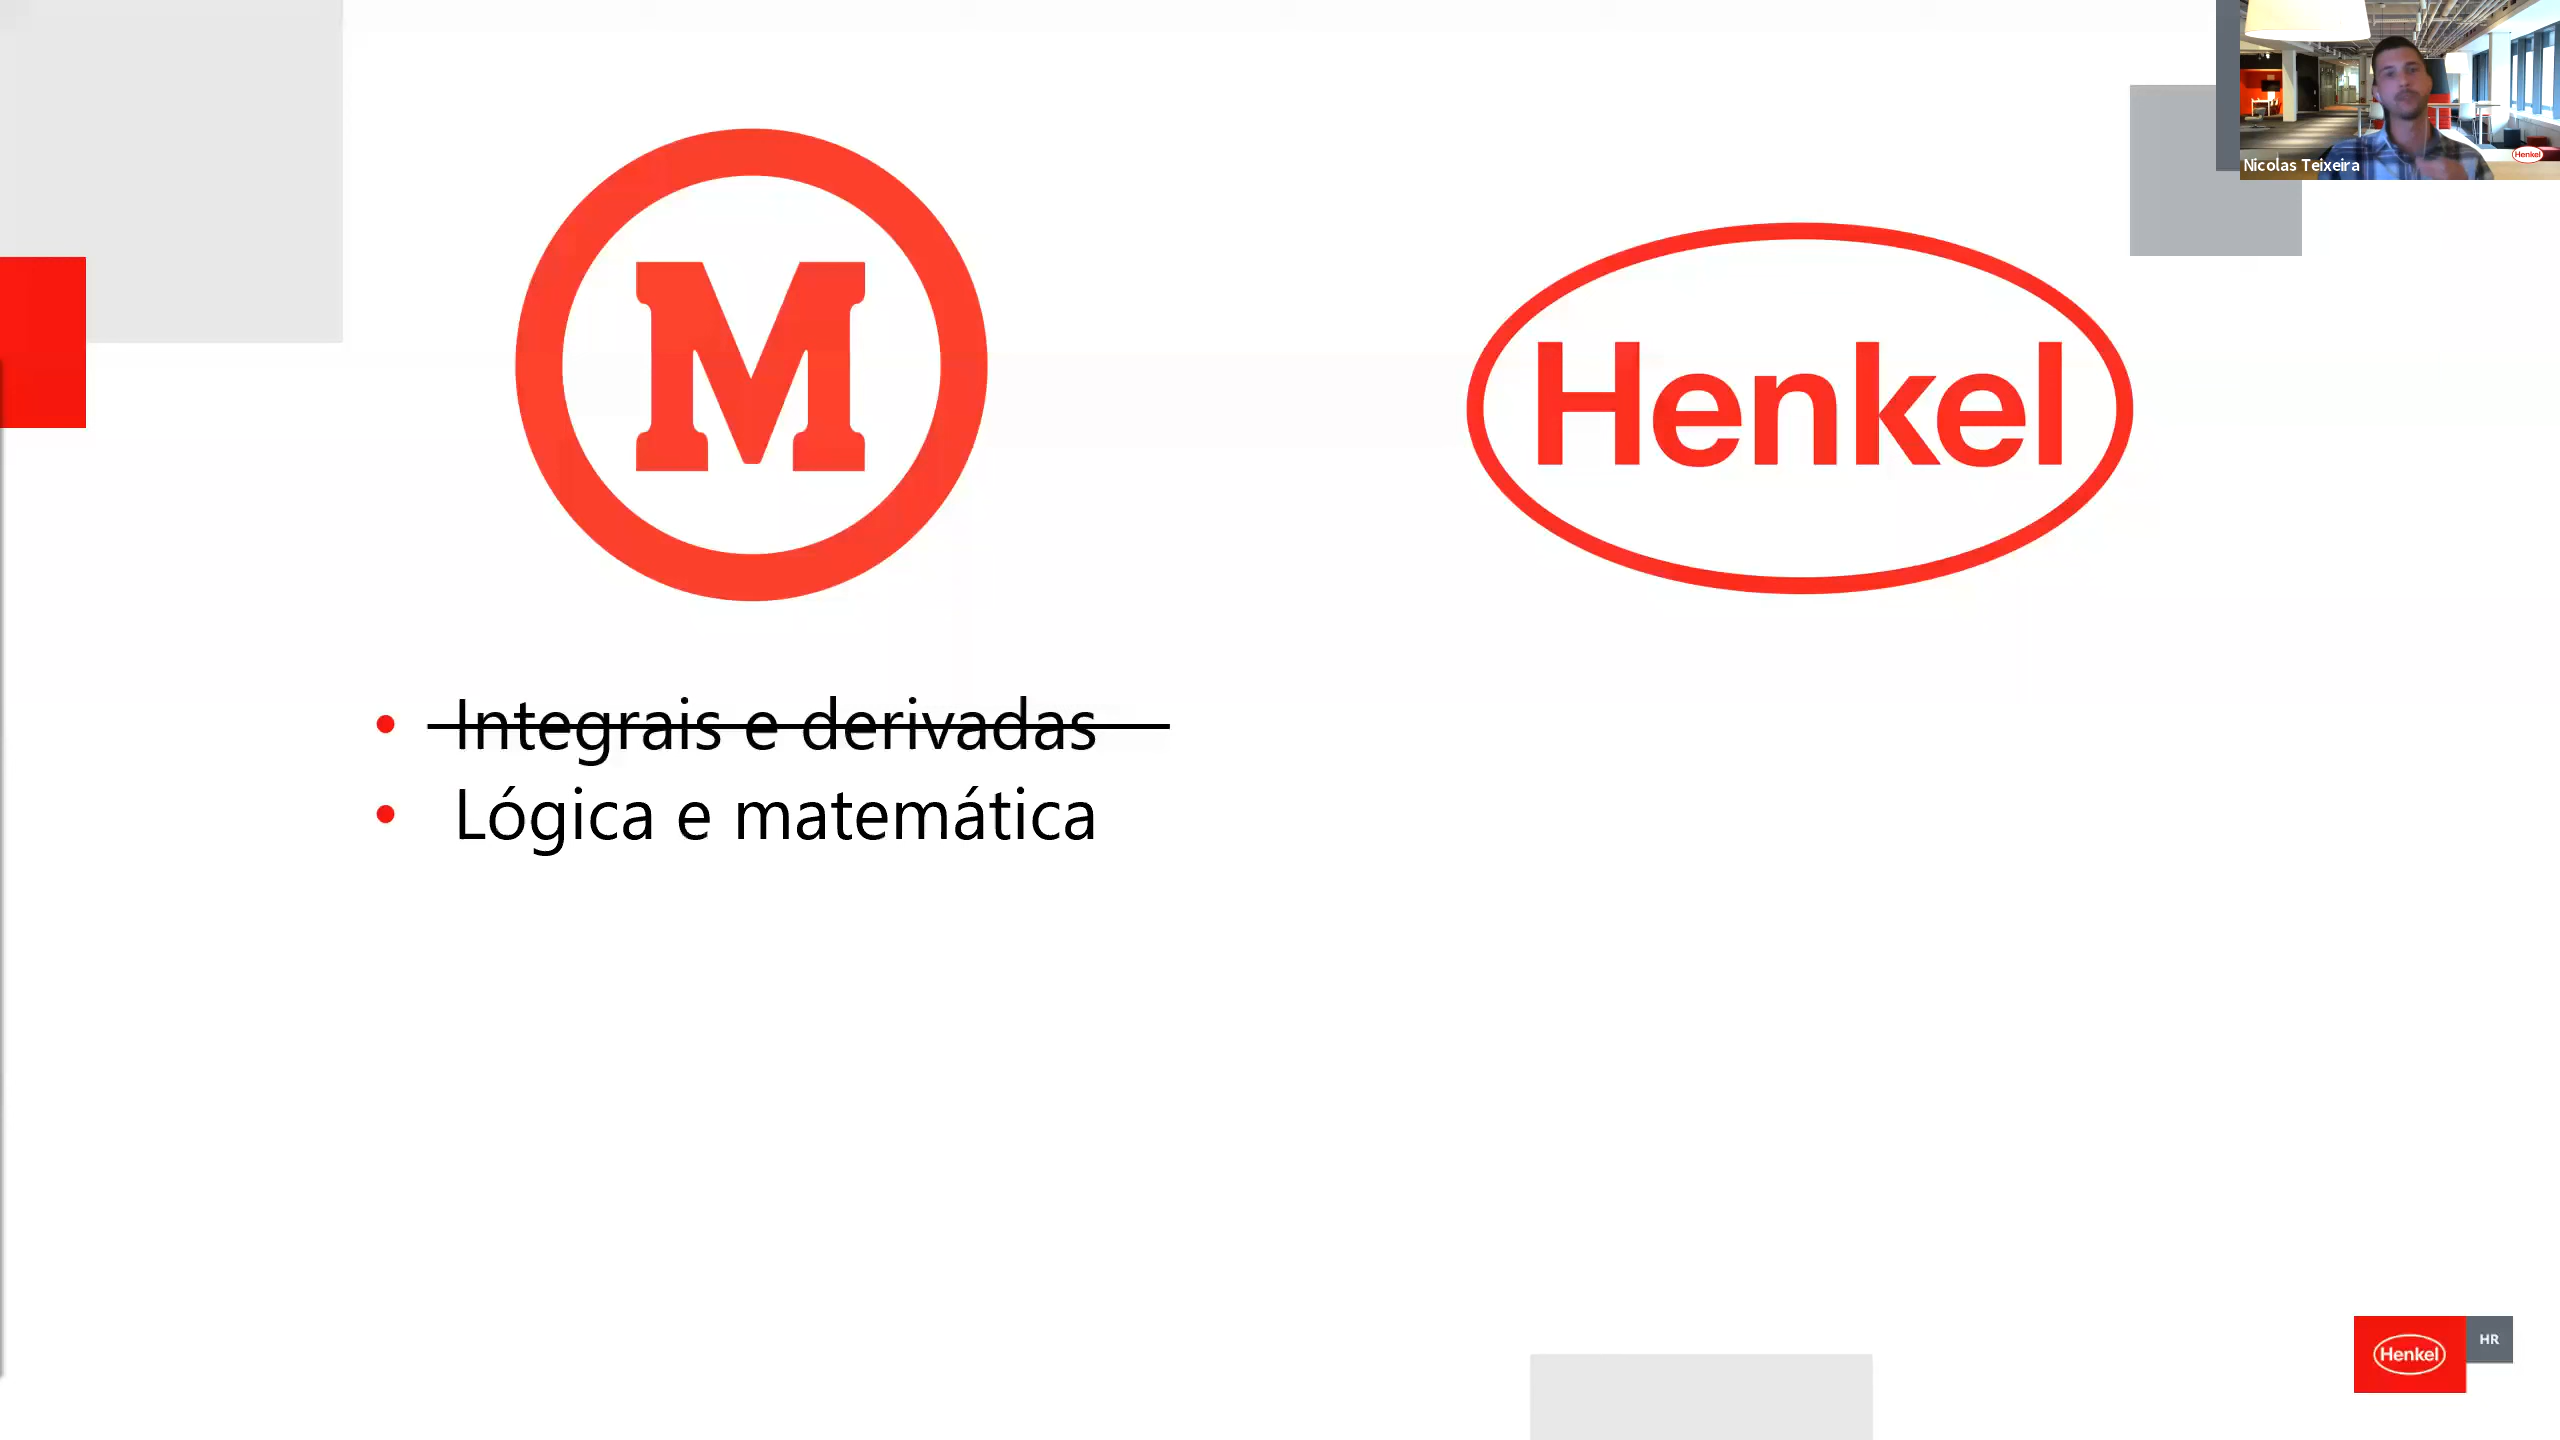 Henkel
Nicolas Teixeira
M
Henkel
Integrais e derivadas
Lógica e matemática
HR
Henkel